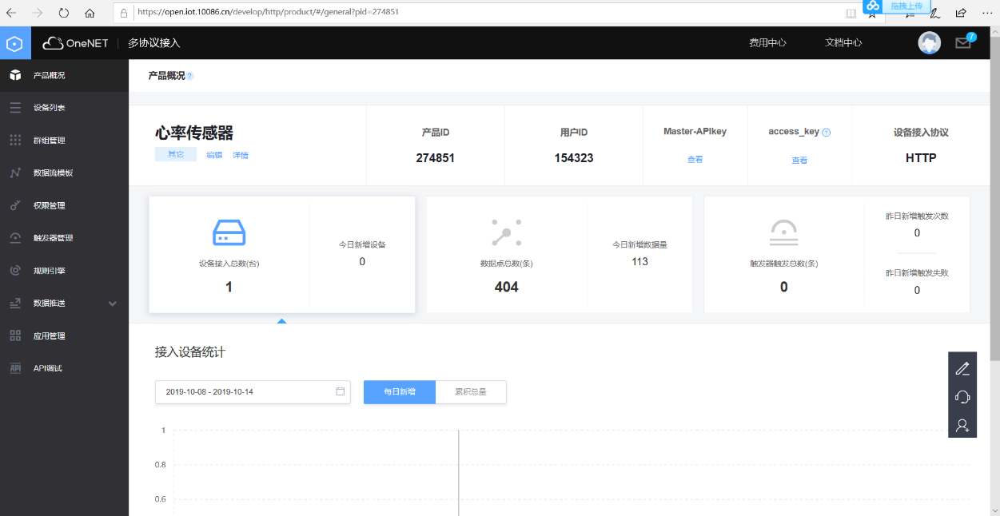 https://open.iot.10086.cn/develop/http/product/#/general?pid=274851
拖拽上传
OneNET
多协议接入
费用中心
文档中心
7
产品概况
设备列表
群组管理
数据流模板
权限管理
触发器管理
规则引擎
数据推送
应用管理
API
API调试
产品概况?
心率传感器
其它 编辑 详情
产品ID
274851
用户ID
154323
Master-APIkey
查看
access_key ?
查看
设备接入协议
HTTP
设备接入总数(台)
1
今日新增设备
0
数据点总数(条)
404
今日新增数据量
113
触发器触发总数(条)
0
昨日新增触发次数
0
昨日新增触发失败
0
接入设备统计
2019-10-08 - 2019-10-14
每日新增
累积总量
1
0.8
0.6